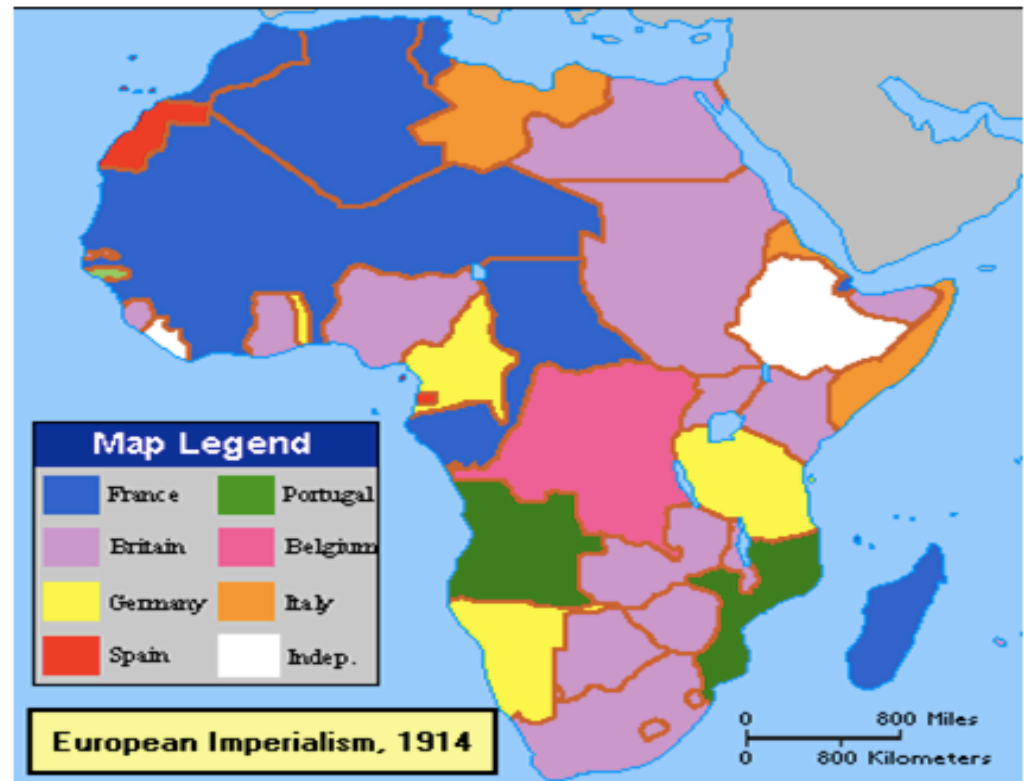 Map Legend
France Portugal
Britain Belgium
Germany Italy
Spain Indep.
European Imperialism, 1914
0 800 Miles
0 800 Kilometers